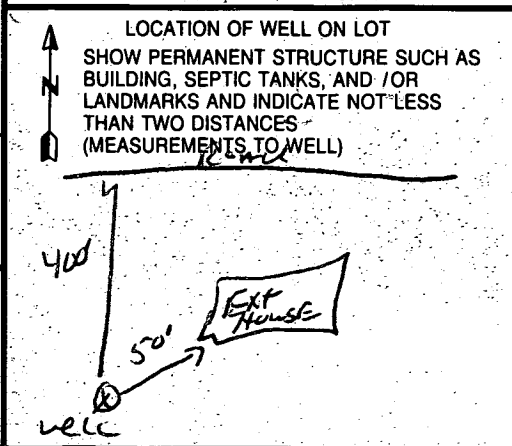 LOCATION OF WELL ON LOT
SHOW PERMANENT STRUCTURE SUCH AS
BUILDING, SEPTIC TANKS, AND /OR
LANDMARKS AND INDICATE NOT LESS
THAN TWO DISTANCES
(MEASUREMENTS TO WELL)
N
Road
400'
Ext
House
50'
X
well